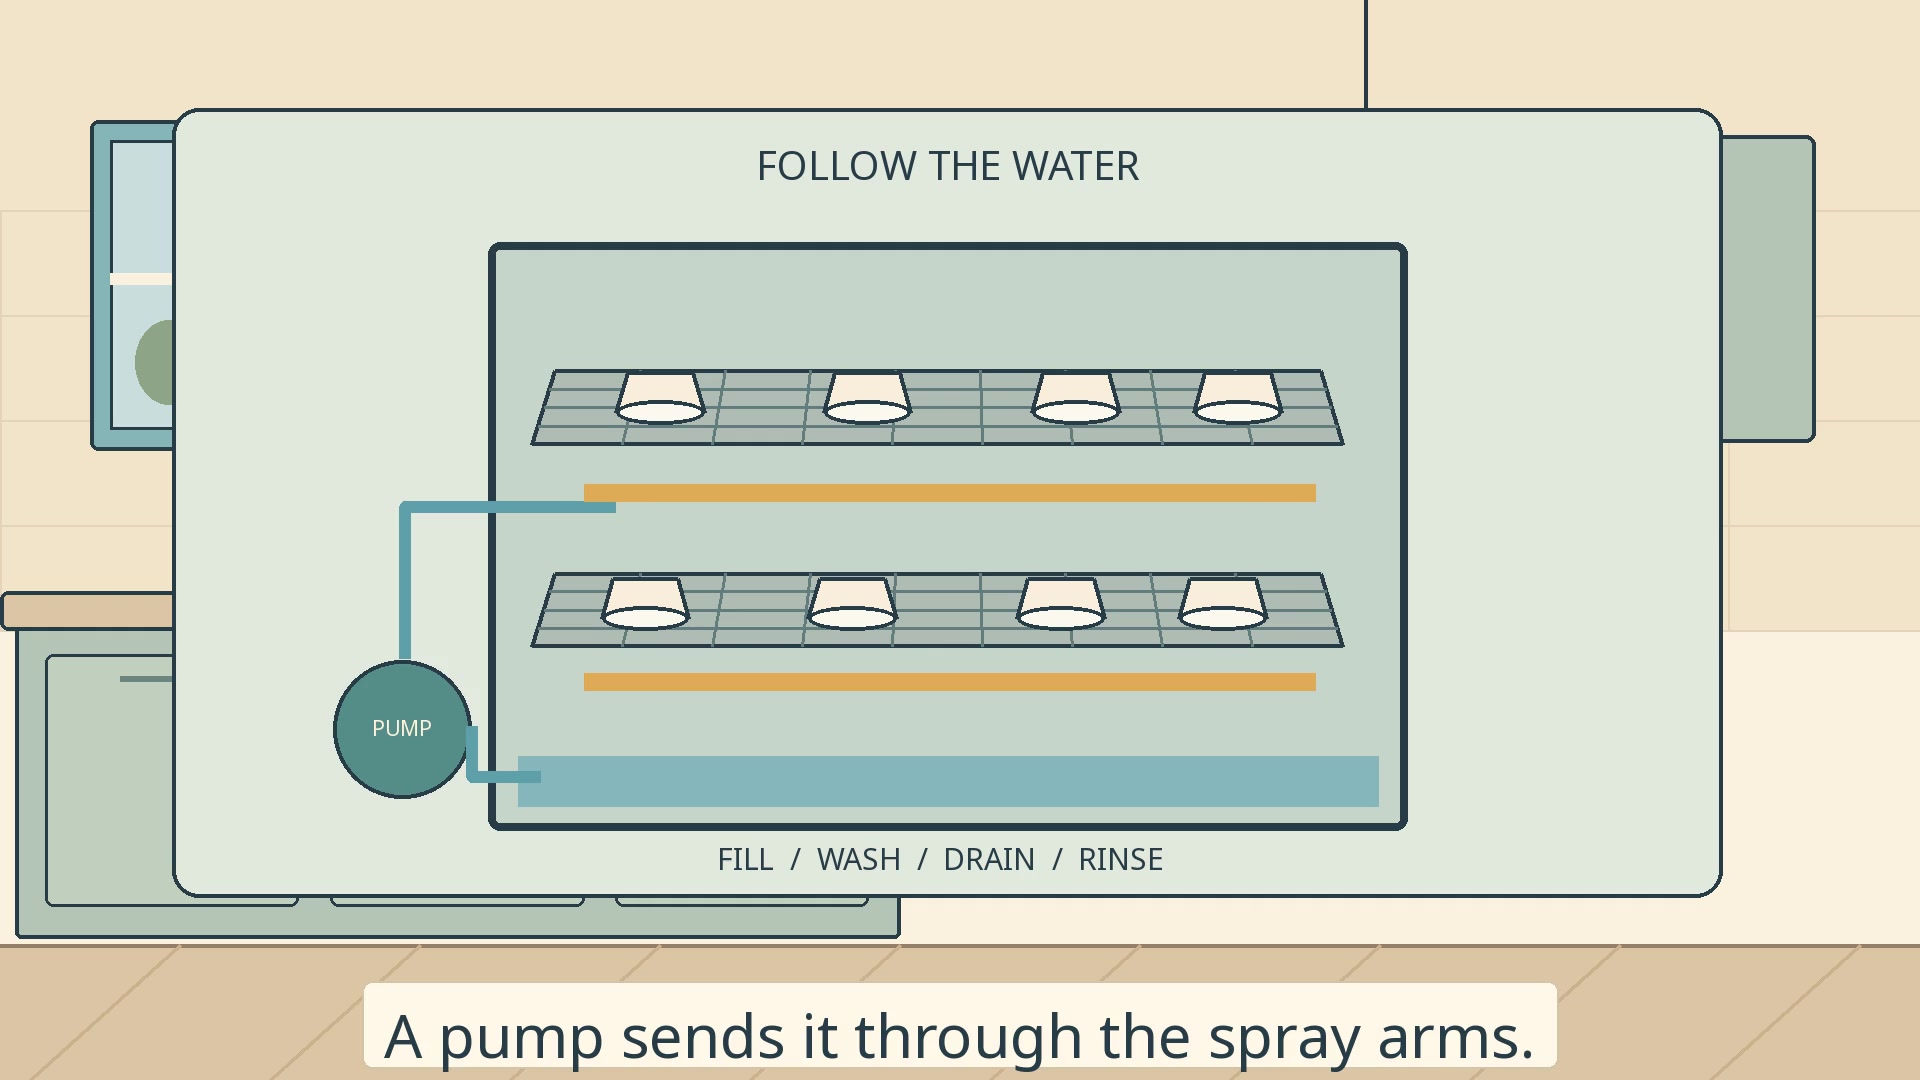 FOLLOW THE WATER
PUMP
FILL / WASH / DRAIN / RINSE
A pump sends it through the spray arms.